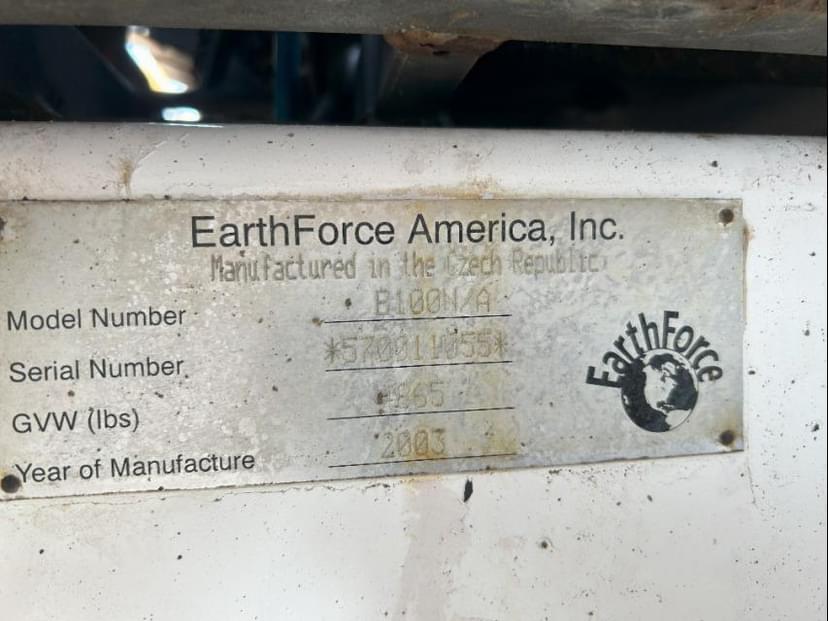 EarthForce America, Inc.
Manufactured in the Czech Republic
Model Number B100N/A
Serial Number
GVW (lbs)
Year of Manufacture 2003
EarthForce